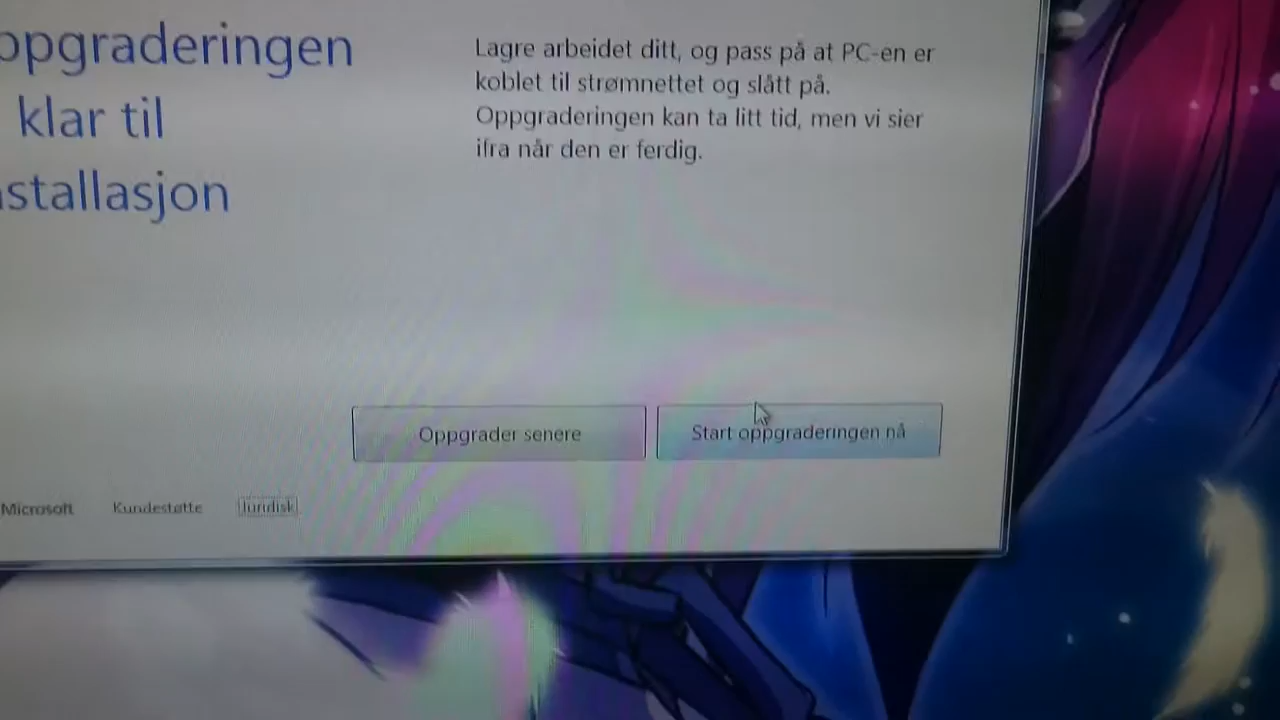 oppgraderingen
klar til
nstallasjon
Lagre arbeidet ditt, og pass på at PC-en er
koblet til strømnettet og slått på.
Oppgraderingen kan ta litt tid, men vi sier
ifra når den er ferdig.
Oppgrader senere
Start oppgraderingen nå
Microsoft
Kundestøtte
Juridisk